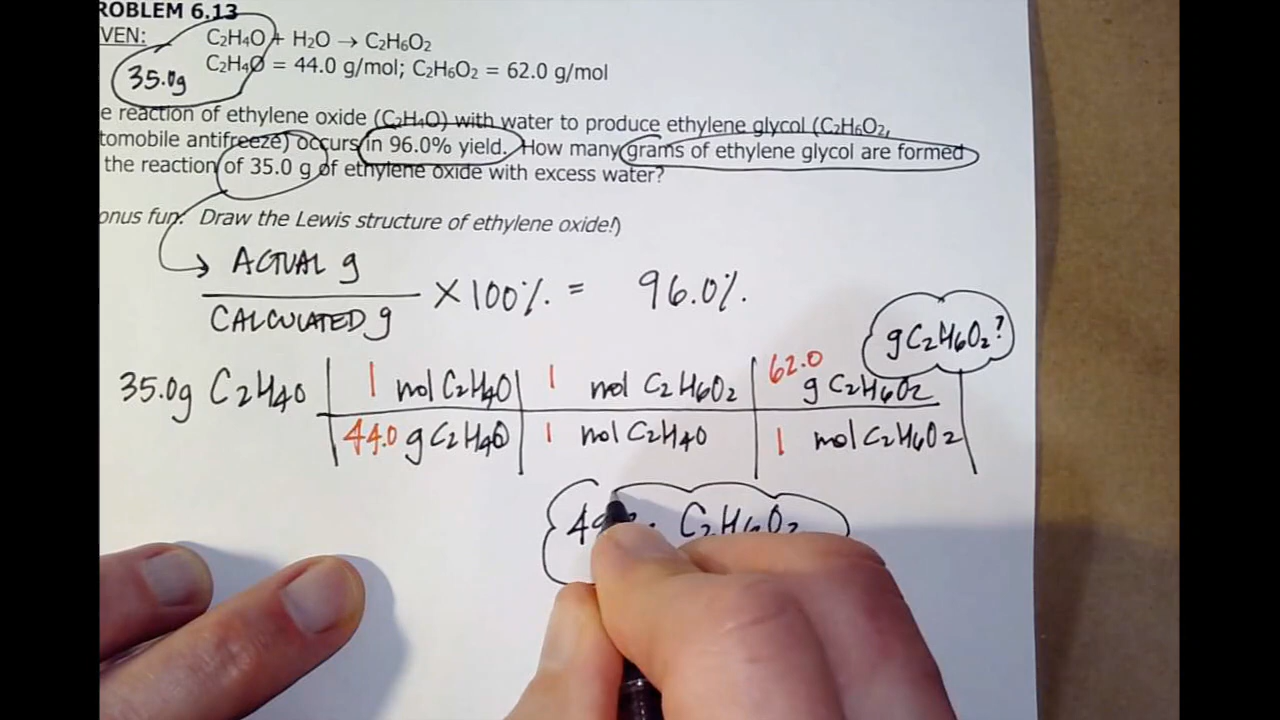 ROBLEM 6.13
VEN: C2H4O + H2O → C2H6O2
35.0g C2H4O = 44.0 g/mol; C2H6O2 = 62.0 g/mol
e reaction of ethylene oxide (C2H4O) with water to produce ethylene glycol (C2H6O2,
tomobile antifreeze) occurs in 96.0% yield. How many grams of ethylene glycol are formed
the reaction of 35.0 g of ethylene oxide with excess water?
onus fun: Draw the Lewis structure of ethylene oxide!)
ACTUAL g
× 100% = 96.0%.
CALCULATED g
g C2H6O2?
35.0g C2H4O 1 mol C2H4O 1 mol C2H6O2 62.0 g C2H6O2
44.0 g C2H4O 1 mol C2H4O 1 mol C2H6O2
C2H6O2